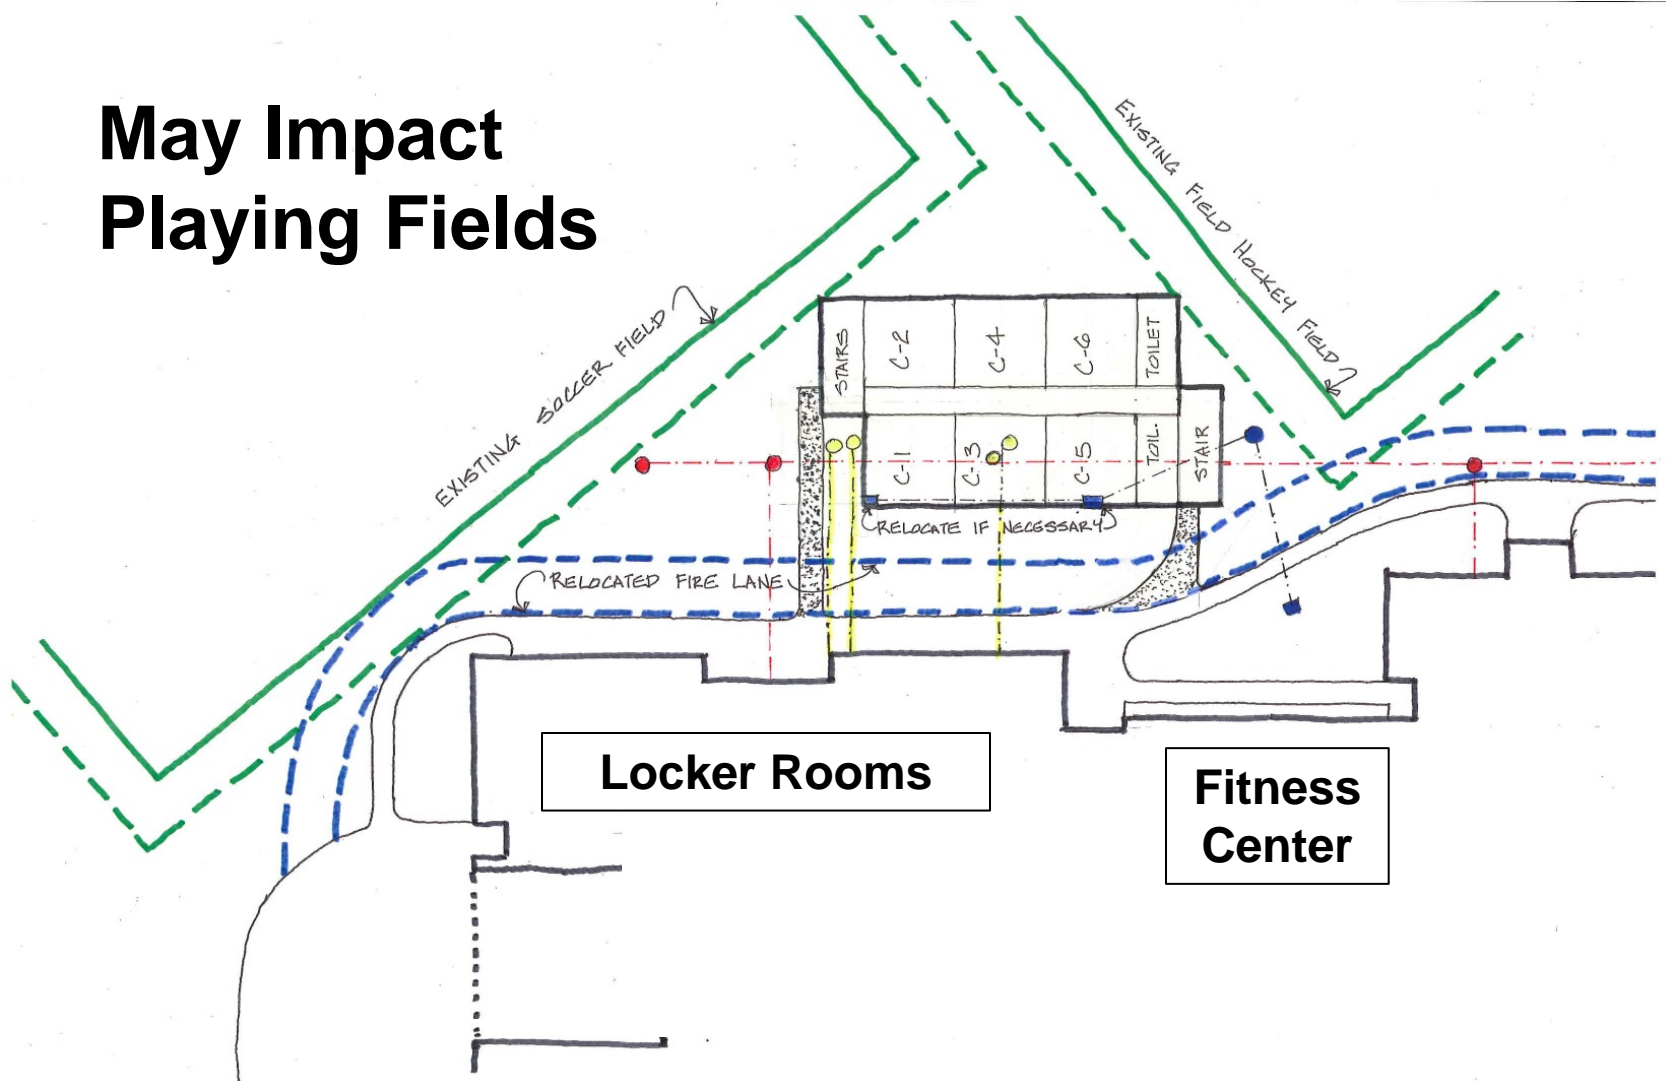 May Impact
Playing Fields
EXISTING SOCCER FIELD
EXISTING FIELD HOCKEY FIELD
STAIRS
C-2
C-4
C-6
TOILET
C-1
C-3
C-5
TOIL.
STAIR
RELOCATE IF NECESSARY
RELOCATED FIRE LANE
Locker Rooms
Fitness
Center